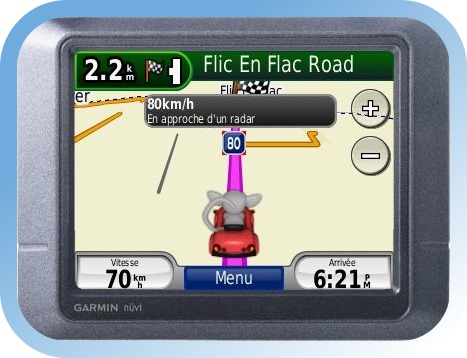 2.2 km
Flic En Flac Road
80km/h
En approche d'un radar
80
Vitesse
70 km h
Menu
Arrivée
6:21 PM
GARMIN nüvi